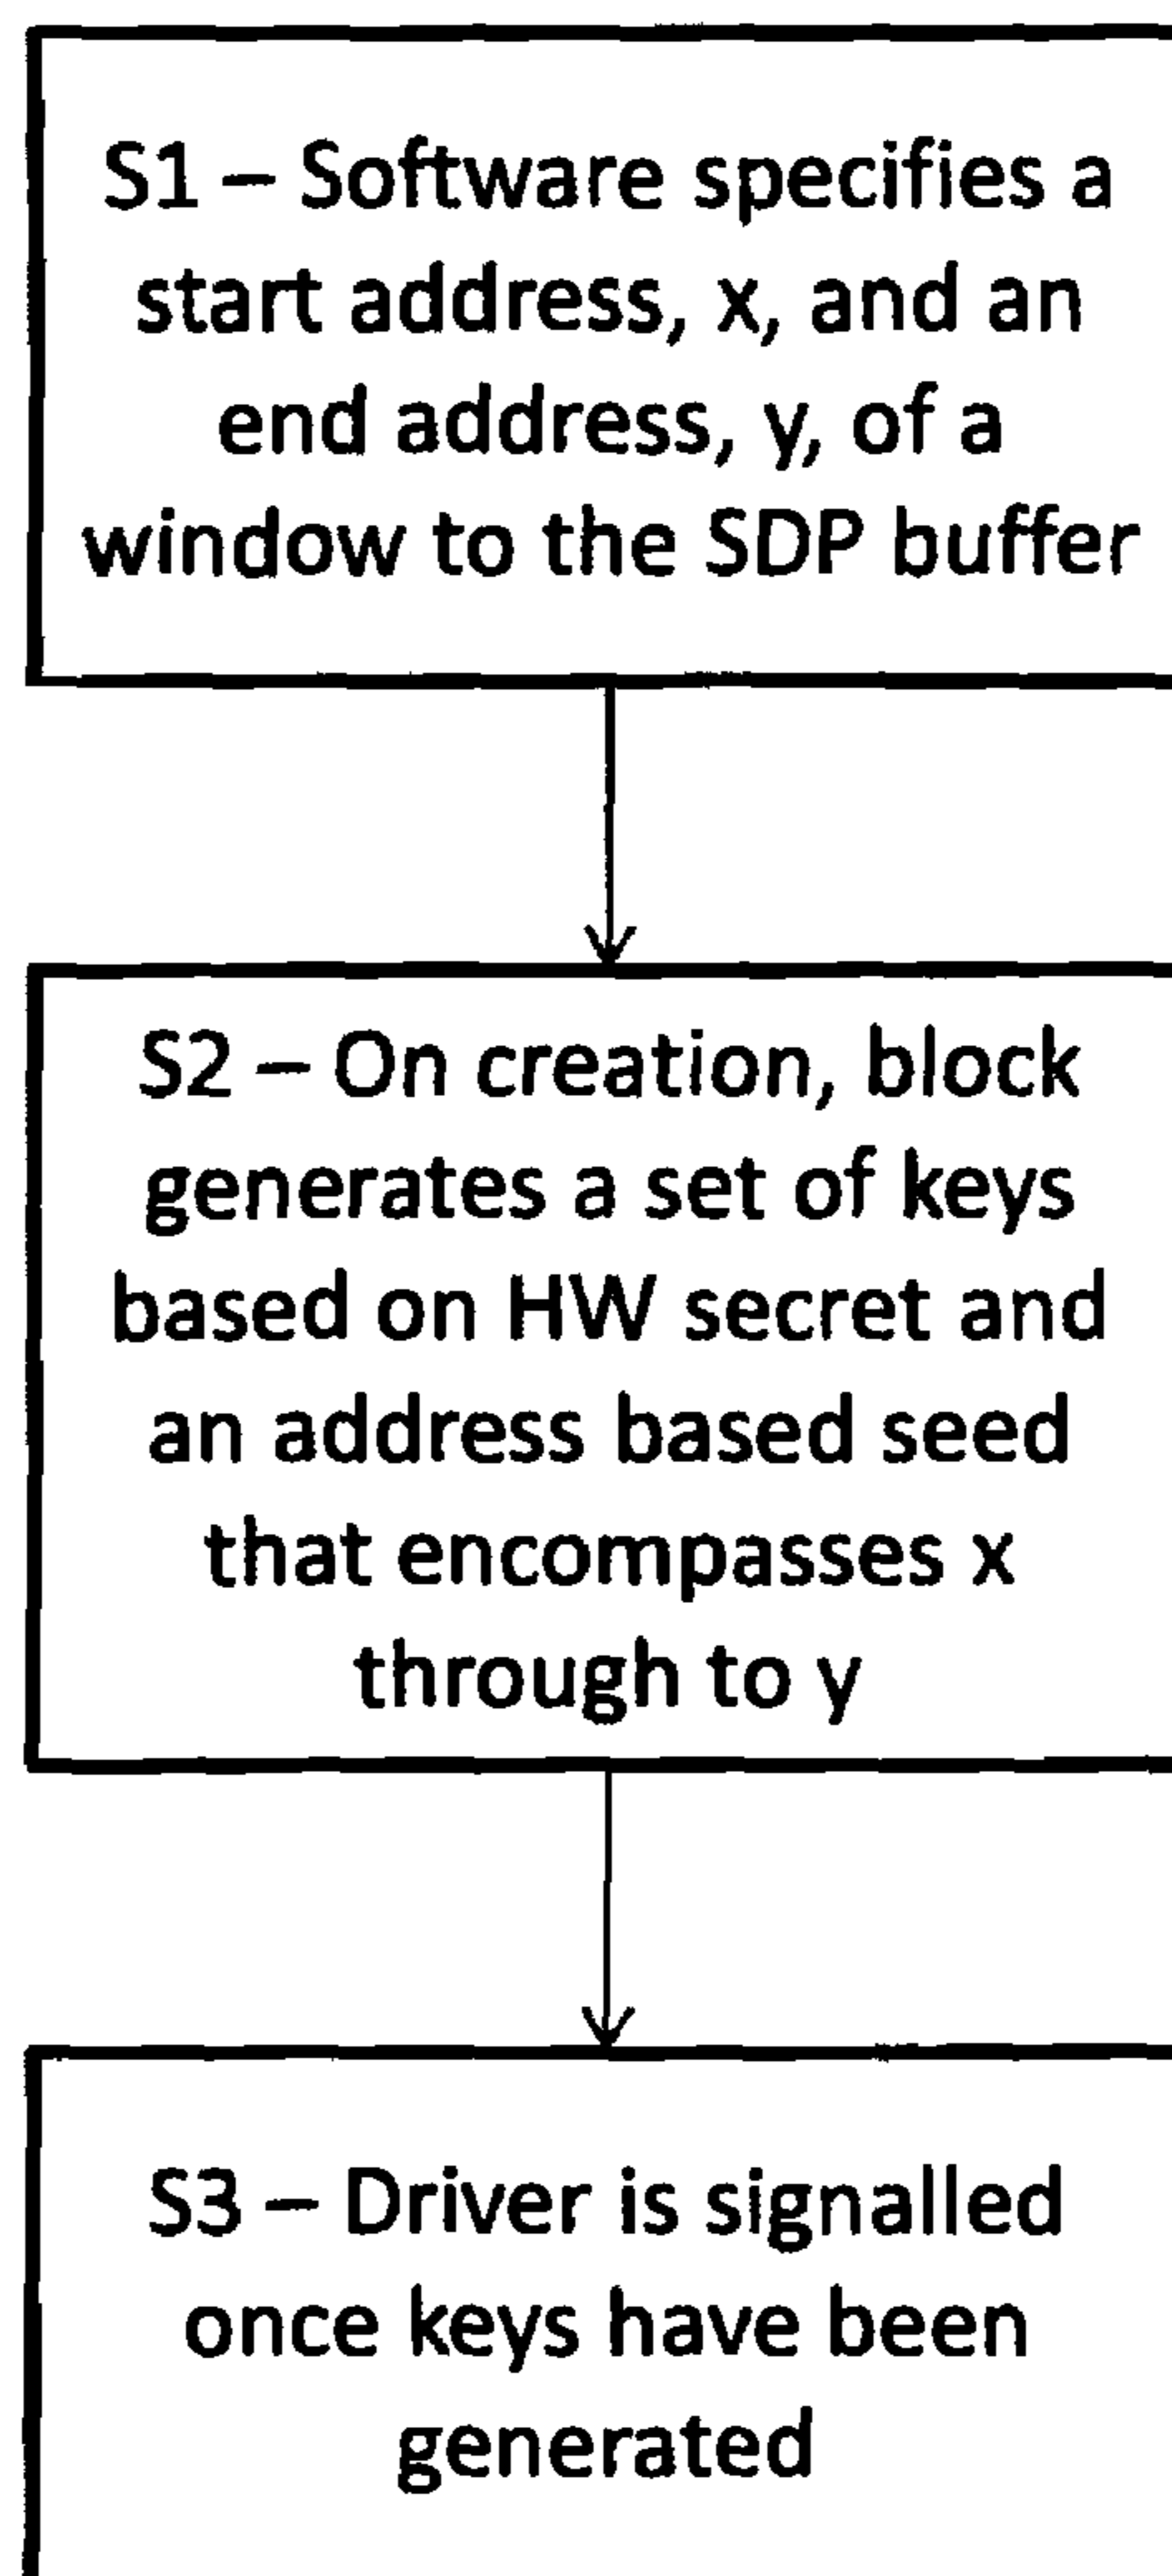 S1 – Software specifies a
start address, x, and an
end address, y, of a
window to the SDP buffer
S2 – On creation, block
generates a set of keys
based on HW secret and
an address based seed
that encompasses x
through to y
S3 – Driver is signalled
once keys have been
generated